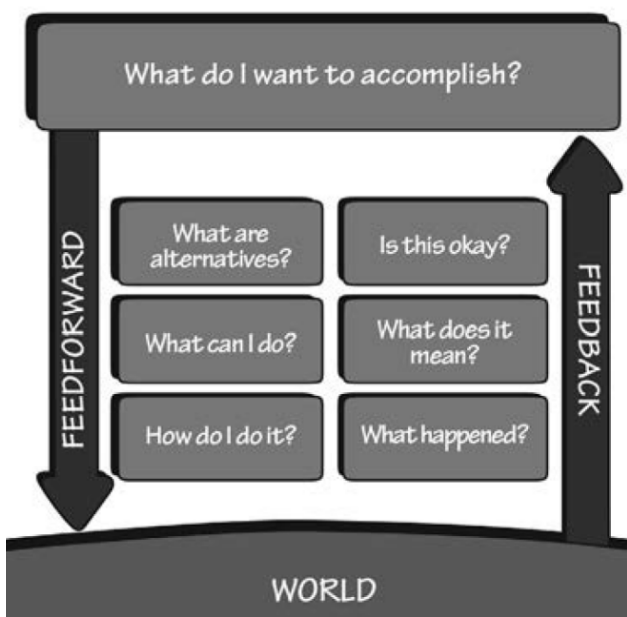 What do I want to accomplish?
FEEDFORWARD
What are
alternatives?
Is this okay?
What can I do?
What does it
mean?
How do I do it?
What happened?
FEEDBACK
WORLD